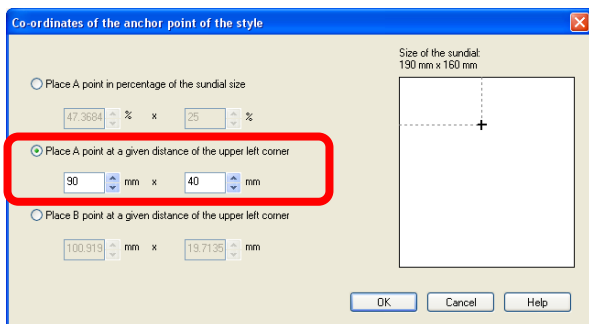 Co-ordinates of the anchor point of the style
Size of the sundial:
190 mm x 160 mm
Place A point in percentage of the sundial size
47.3684 % x 25 %
Place A point at a given distance of the upper left corner
90 mm x 40 mm
Place B point at a given distance of the upper left corner
100.919 mm x 19.7135 mm
OK Cancel Help